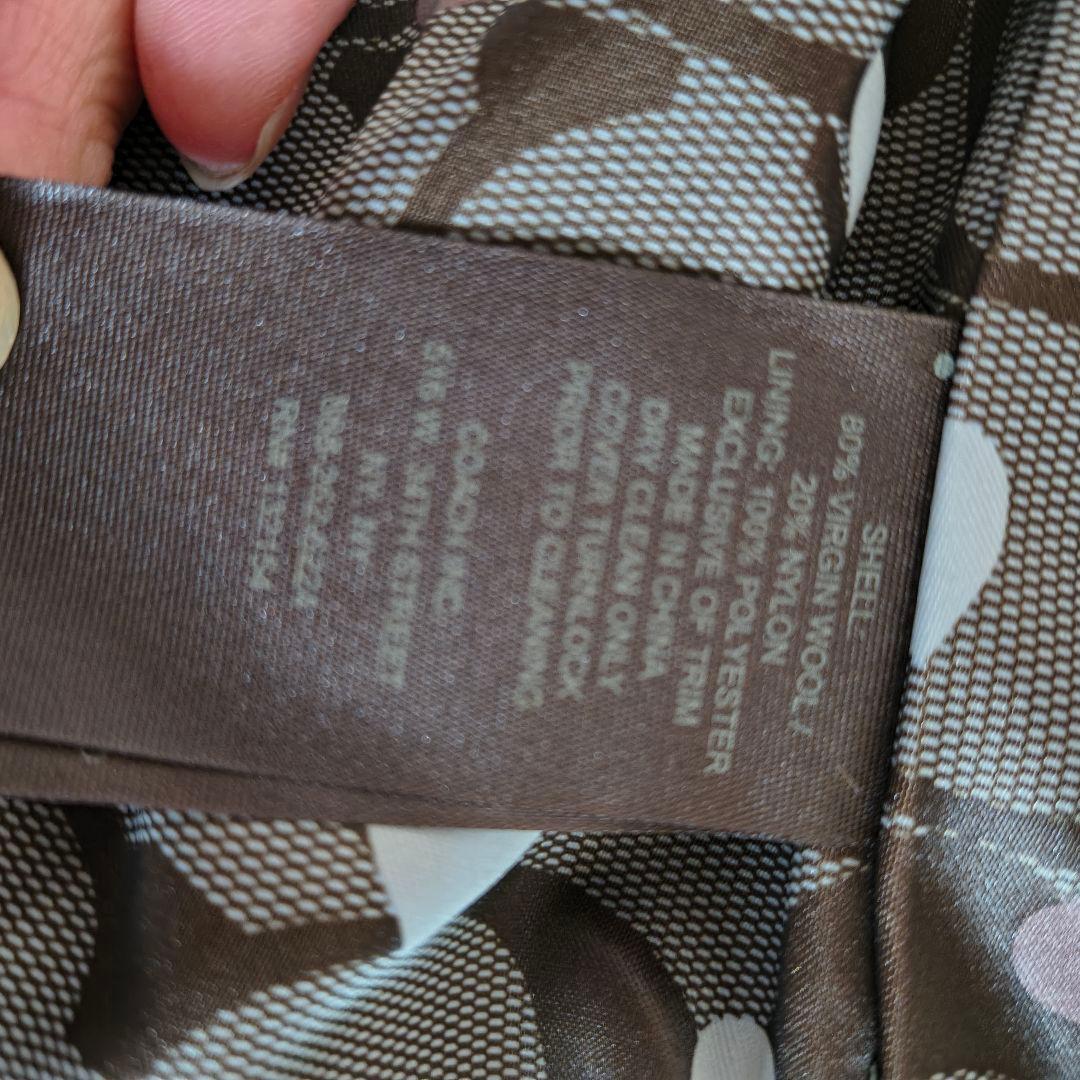 SHELL:
80% VIRGIN WOOL/
20% NYLON
LINING: 100% POLYESTER
EXCLUSIVE OF TRIM
MADE IN CHINA
DRY CLEAN ONLY
COVER TURNLOCK
PRIOR TO CLEANING
COACH INC.
516 W. 34TH STREET
NY, NY
RN# 132154